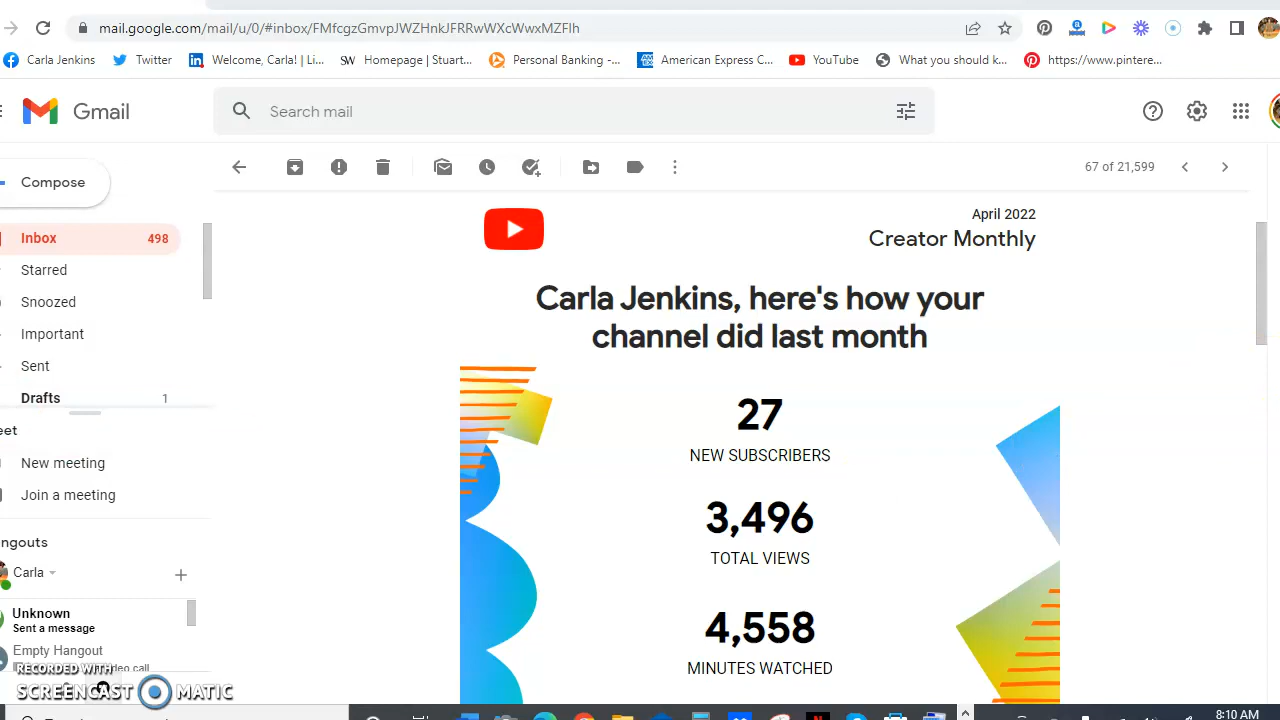 mail.google.com/mail/u/0/#inbox/FMfcgzGmvpJWZHnkJFRRwWXcWwxMZFlh
Carla Jenkins
Twitter
Welcome, Carla! | Li...
SW Homepage | Stuart...
Personal Banking -...
American Express C...
YouTube
What you should k...
https://www.pintere...
Gmail
Search mail
Compose
67 of 21,599
Inbox 498
Starred
Snoozed
Important
Sent
Drafts 1
eet
New meeting
Join a meeting
angouts
Carla
Unknown
Sent a message
Empty Hangout
April 2022
Creator Monthly
Carla Jenkins, here's how your
channel did last month
27
NEW SUBSCRIBERS
3,496
TOTAL VIEWS
4,558
MINUTES WATCHED
RECORDED WITH
SCREENCAST MATIC
8:10 AM